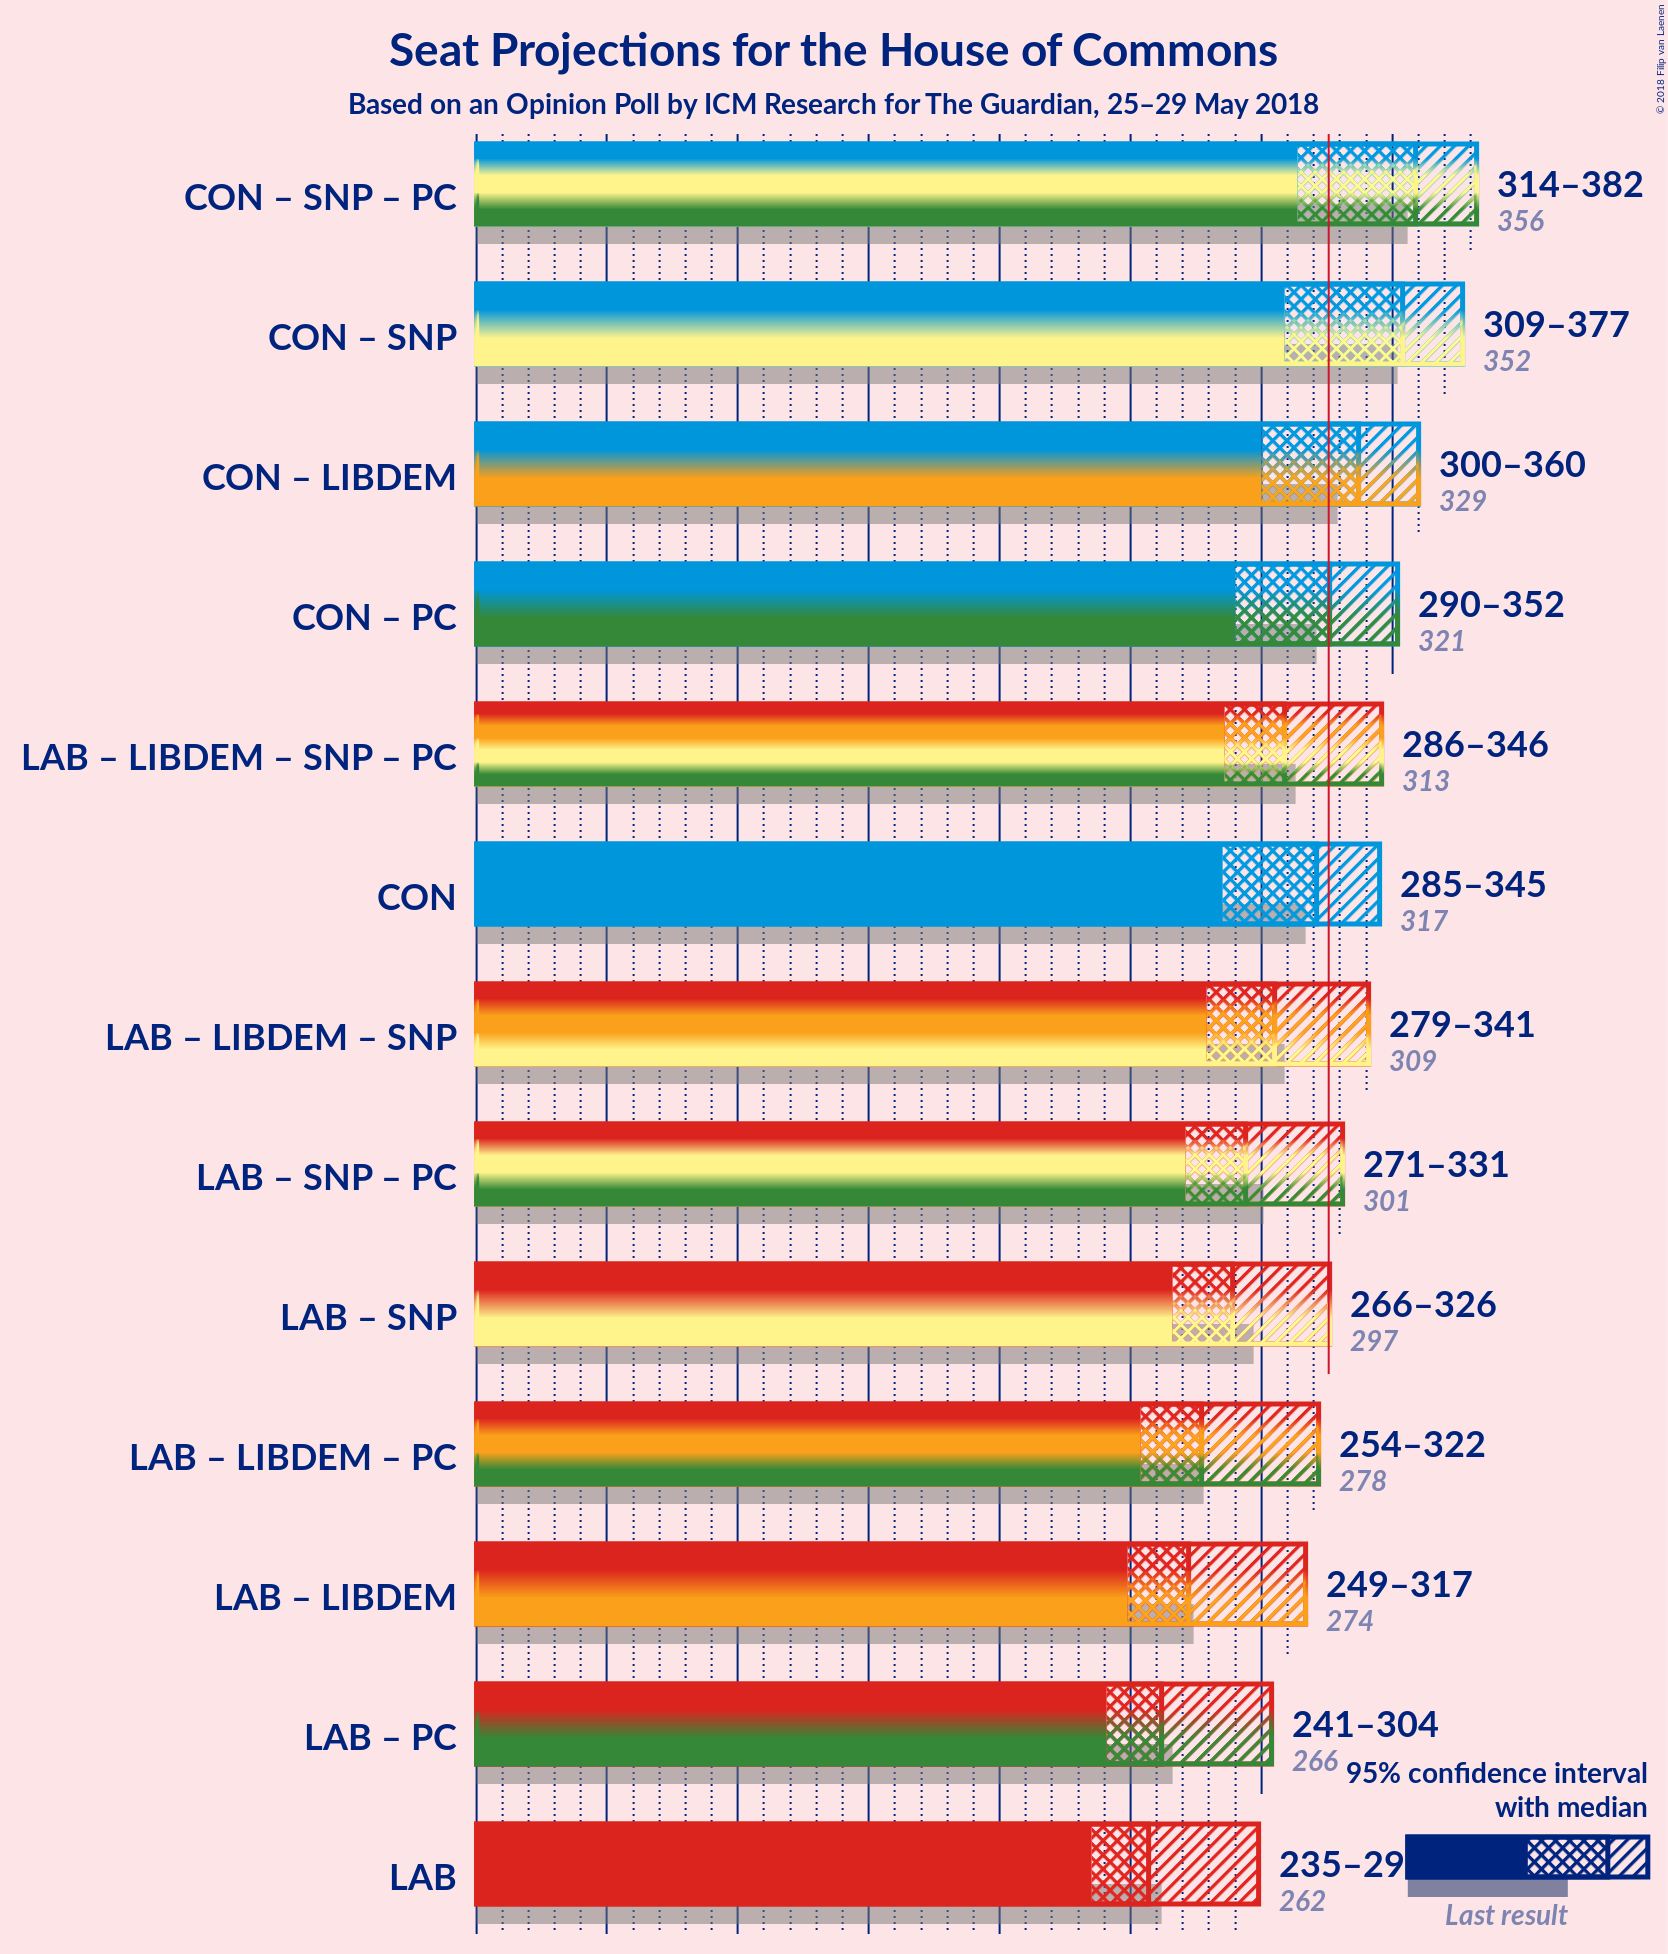 Seat Projections for the House of Commons
Based on an Opinion Poll by ICM Research for The Guardian, 25–29 May 2018
© 2018 Filip van Laenen
CON – SNP – PC
314–382
356
CON – SNP
309–377
352
CON – LIBDEM
300–360
329
CON – PC
290–352
321
LAB – LIBDEM – SNP – PC
286–346
313
CON
285–345
317
LAB – LIBDEM – SNP
279–341
309
LAB – SNP – PC
271–331
301
LAB – SNP
266–326
297
LAB – LIBDEM – PC
254–322
278
LAB – LIBDEM
249–317
274
LAB – PC
241–304
266
LAB
235–29
262
95% confidence interval
with median
Last result